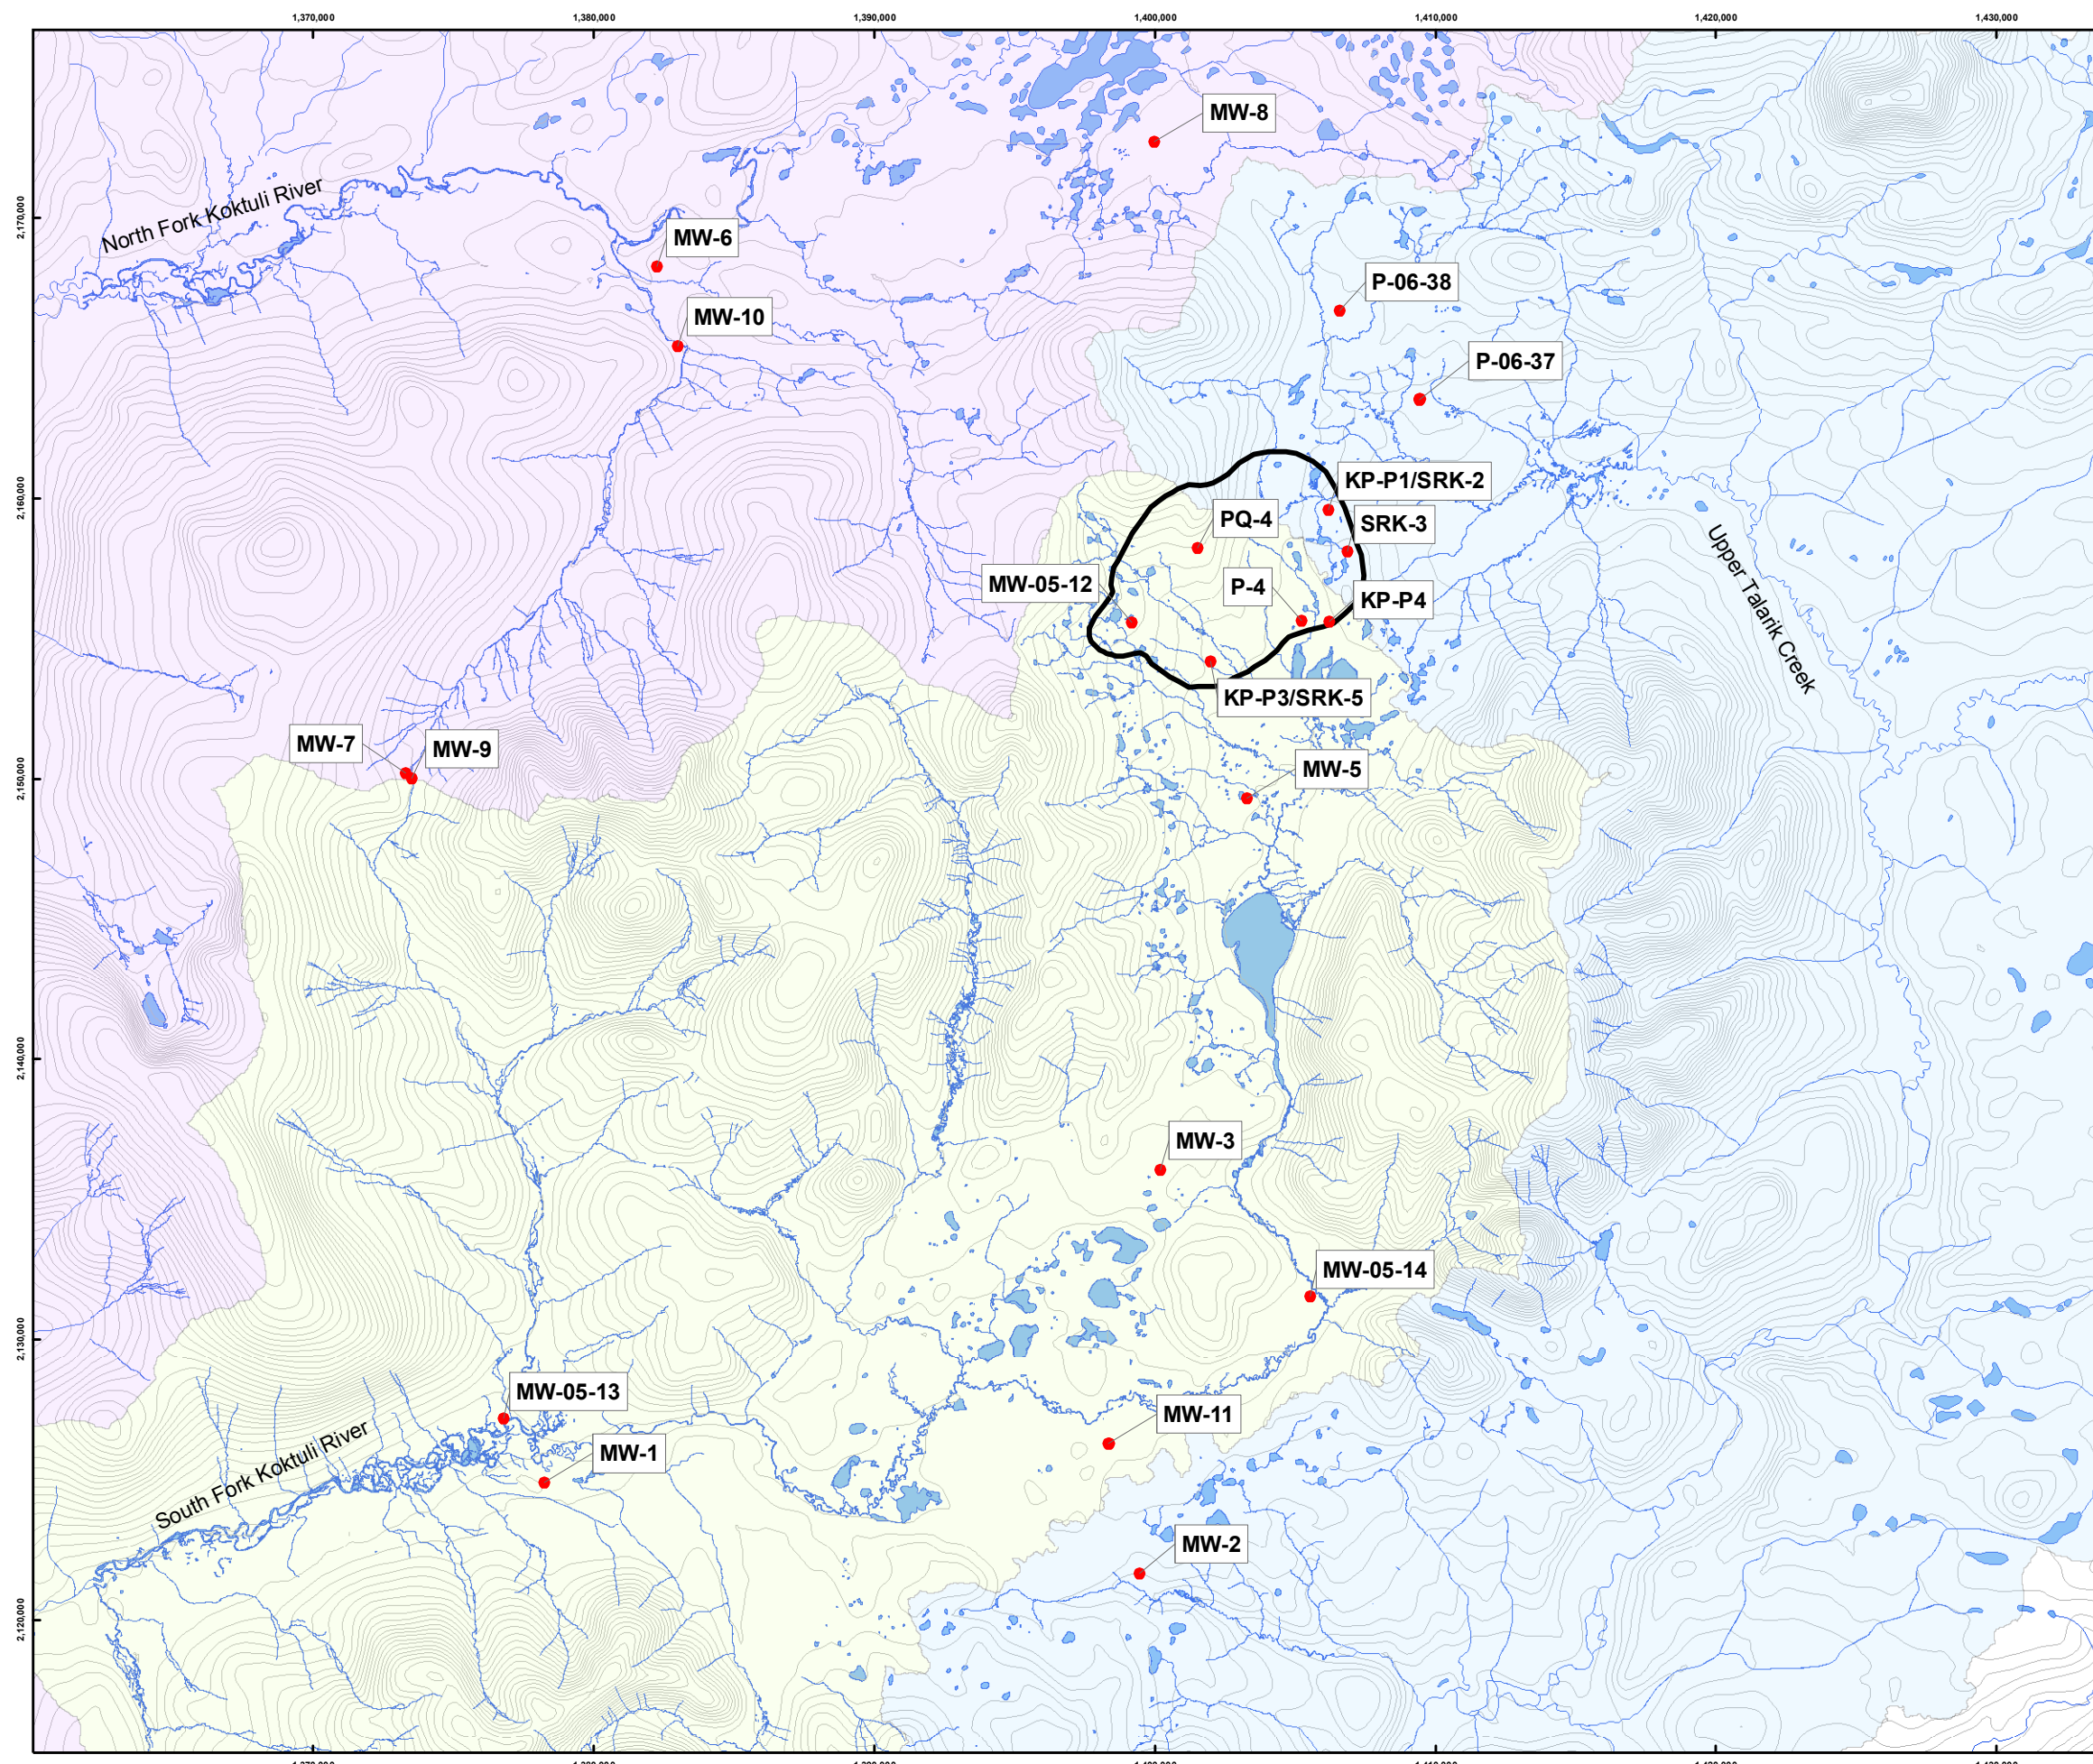 1,370,000
1,380,000
1,390,000
1,400,000
1,410,000
1,420,000
1,430,000
MW-8
2,170,000
North Fork Koktuli River
MW-6
P-06-38
MW-10
P-06-37
2,160,000
KP-P1/SRK-2
PQ-4
SRK-3
MW-05-12
P-4
KP-P4
Upper Talarik Creek
KP-P3/SRK-5
MW-7
MW-9
2,150,000
MW-5
2,140,000
MW-3
MW-05-14
2,130,000
MW-05-13
MW-11
MW-1
South Fork Koktuli River
MW-2
2,120,000